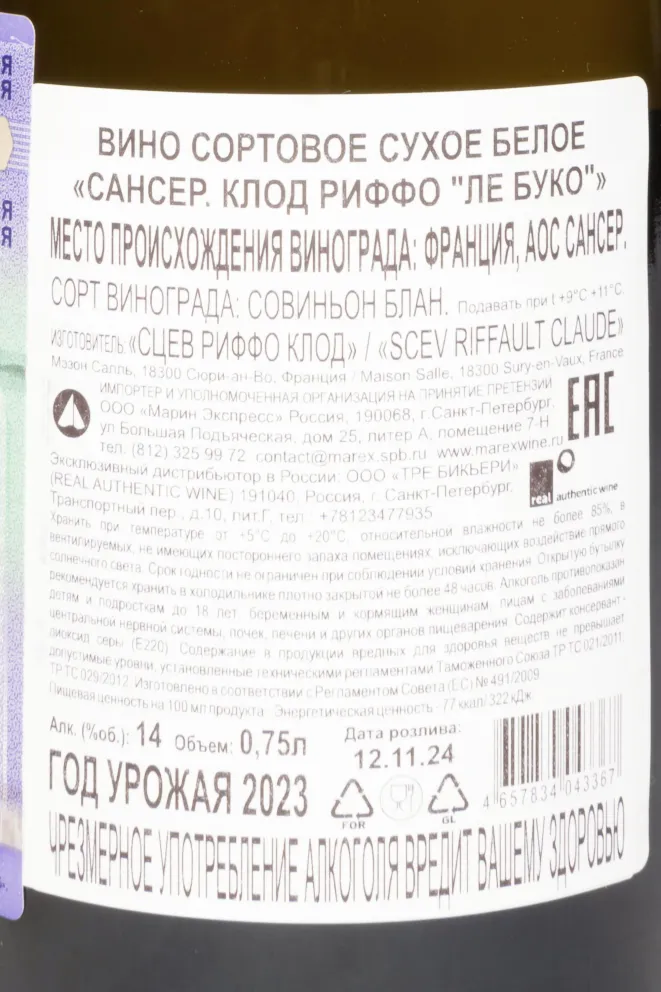 ВИНО СОРТОВОЕ СУХОЕ БЕЛОЕ
«САНСЕР. КЛОД РИФФО "ЛЕ БУКО"»
МЕСТО ПРОИСХОЖДЕНИЯ ВИНОГРАДА: ФРАНЦИЯ, АОС САНСЕР.
СОРТ ВИНОГРАДА: СОВИНЬОН БЛАН. Подавать при t +9°C +11°C.
ИЗГОТОВИТЕЛЬ: «СЦЕВ РИФФО КЛОД» / «SCEV RIFFAULT CLAUDE»
Мэзон Салль, 18300 Сюри-ан-Во, Франция / Maison Salle, 18300 Sury-en-Vaux, France
ИМПОРТЕР И УПОЛНОМОЧЕННАЯ ОРГАНИЗАЦИЯ НА ПРИНЯТИЕ ПРЕТЕНЗИЙ
ООО «Марин Экспресс» Россия, 190068, г.Санкт-Петербург,
ул Большая Подъяческая, дом 25, литер А, помещение 7-Н
тел. (812) 325 99 72 contact@marex.spb.ru www.marexwine.ru
EAC
Эксклюзивный дистрибьютор в России: ООО «ТРЕ БИКЬЕРИ»
(REAL AUTHENTIC WINE) 191040, Россия, г. Санкт-Петербург,
Транспортный пер., д.10, лит.Г, тел.: +78123477935
real authentic wine
Хранить при температуре от +5°C до +20°C, относительной влажности не более 85%, в
вентилируемых, не имеющих постороннего запаха помещениях, исключающих воздействие прямого
солнечного света. Срок годности не ограничен при соблюдении условии хранения. Открытую бутылку
рекомендуется хранить в холодильнике плотно закрытой не более 48 часов. Алкоголь противопоказан
детям и подросткам до 18 лет, беременным и кормящим женщинам, лицам с заболеваниями
центральной нервной системы, почек, печени и других органов пищеварения. Содержит консервант-
диоксид серы (E220). Содержание в продукции вредных для здоровья веществ не превышает
допустимые уровни, установленные техническими регламентами Таможенного Союза ТР ТС 021/2011,
ТР ТС 029/2012. Изготовлено в соответствии с Регламентом Совета (ЕС) № 491/2009.
Пищевая ценность на 100 мл продукта: Энергетическая ценность - 77 ккал/ 322 кДж
Алк. (%об.): 14 Объем: 0,75л
Дата розлива:
12.11.24
ГОД УРОЖАЯ 2023
FOR
GL
4 657834 043367
ЧРЕЗМЕРНОЕ УПОТРЕБЛЕНИЕ АЛКОГОЛЯ ВРЕДИТ ВАШЕМУ ЗДОРОВЬЮ